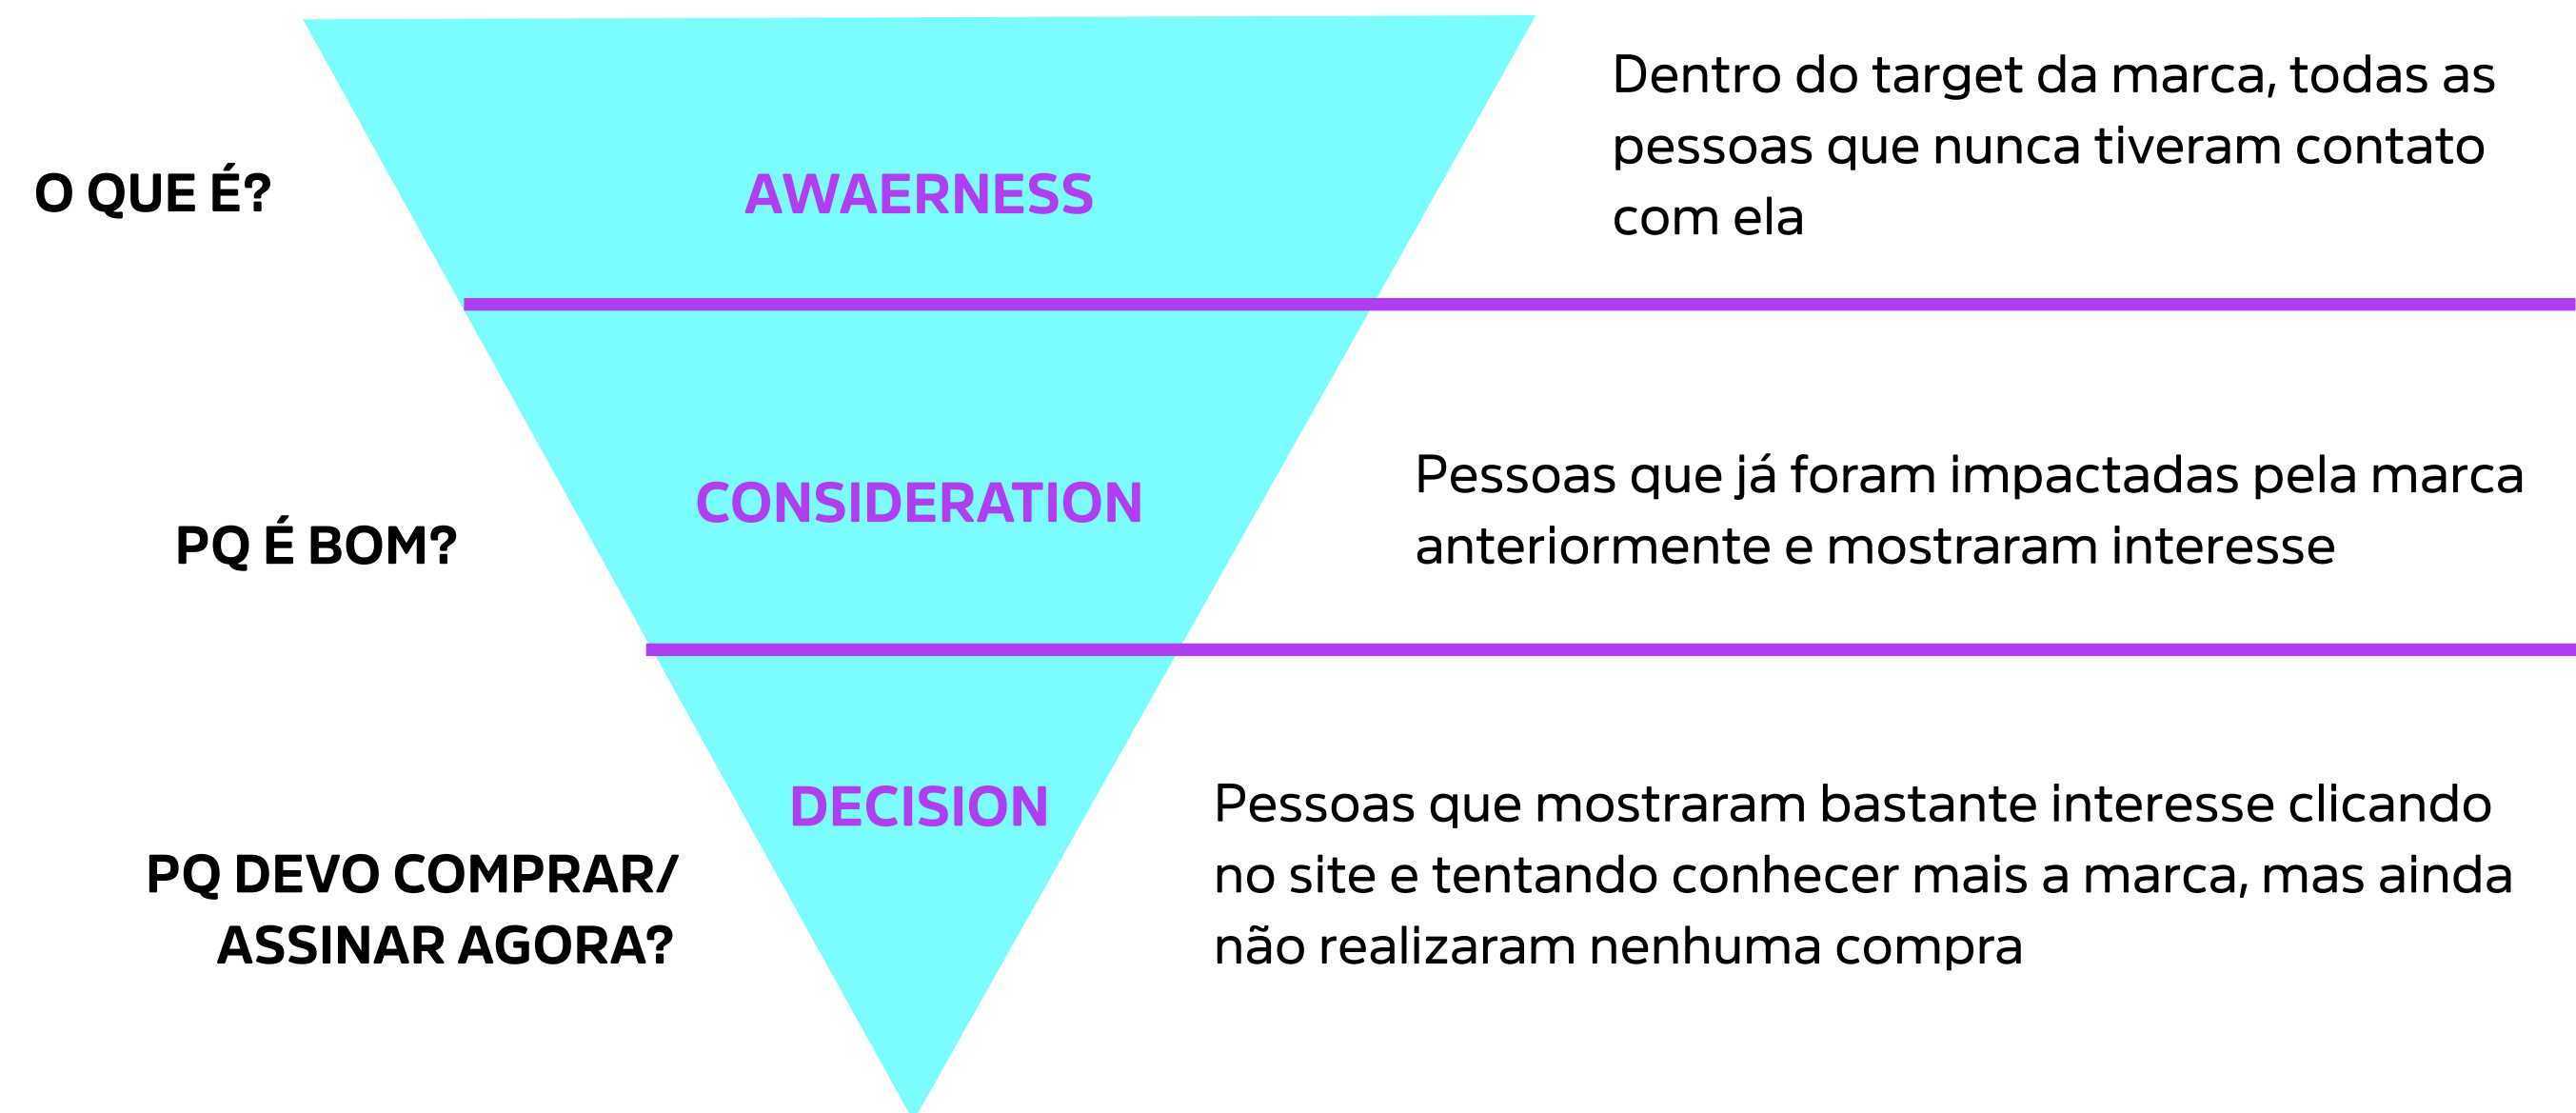 O QUE É?
AWAERNESS
Dentro do target da marca, todas as
pessoas que nunca tiveram contato
com ela
PQ É BOM?
CONSIDERATION
Pessoas que já foram impactadas pela marca
anteriormente e mostraram interesse
PQ DEVO COMPRAR/
ASSINAR AGORA?
DECISION
Pessoas que mostraram bastante interesse clicando
no site e tentando conhecer mais a marca, mas ainda
não realizaram nenhuma compra